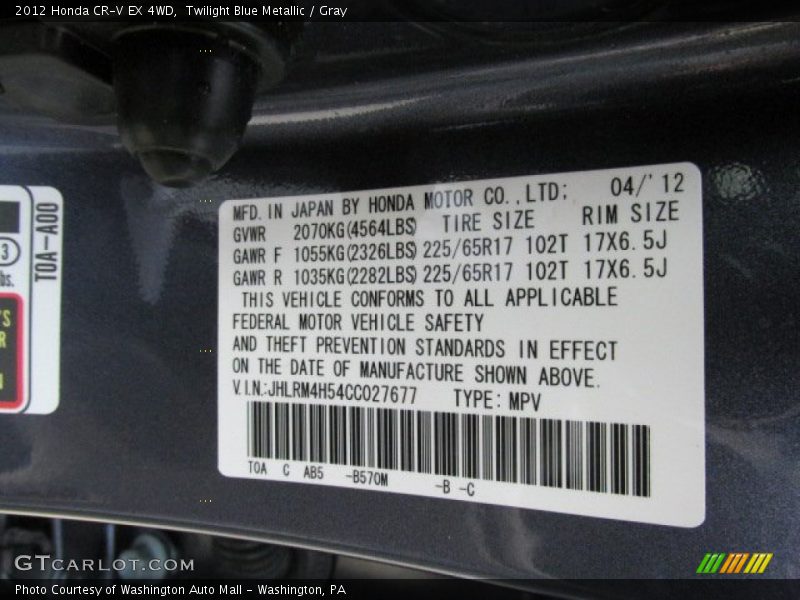 2012 Honda CR-V EX 4WD, Twilight Blue Metallic / Gray
MFD. IN JAPAN BY HONDA MOTOR CO.,LTD; 04/'12
GVWR 2070KG(4564LBS) TIRE SIZE RIM SIZE
GAWR F 1055KG(2326LBS) 225/65R17 102T 17X6.5J
GAWR R 1035KG(2282LBS) 225/65R17 102T 17X6.5J
THIS VEHICLE CONFORMS TO ALL APPLICABLE
FEDERAL MOTOR VEHICLE SAFETY
AND THEFT PREVENTION STANDARDS IN EFFECT
ON THE DATE OF MANUFACTURE SHOWN ABOVE.
V.I.N.:JHLRM4H54CC027677 TYPE: MPV
T0A C AB5 -B570M -B -C
T0A-A00
3
lbs.
GTCARLOT.COM
Photo Courtesy of Washington Auto Mall - Washington, PA